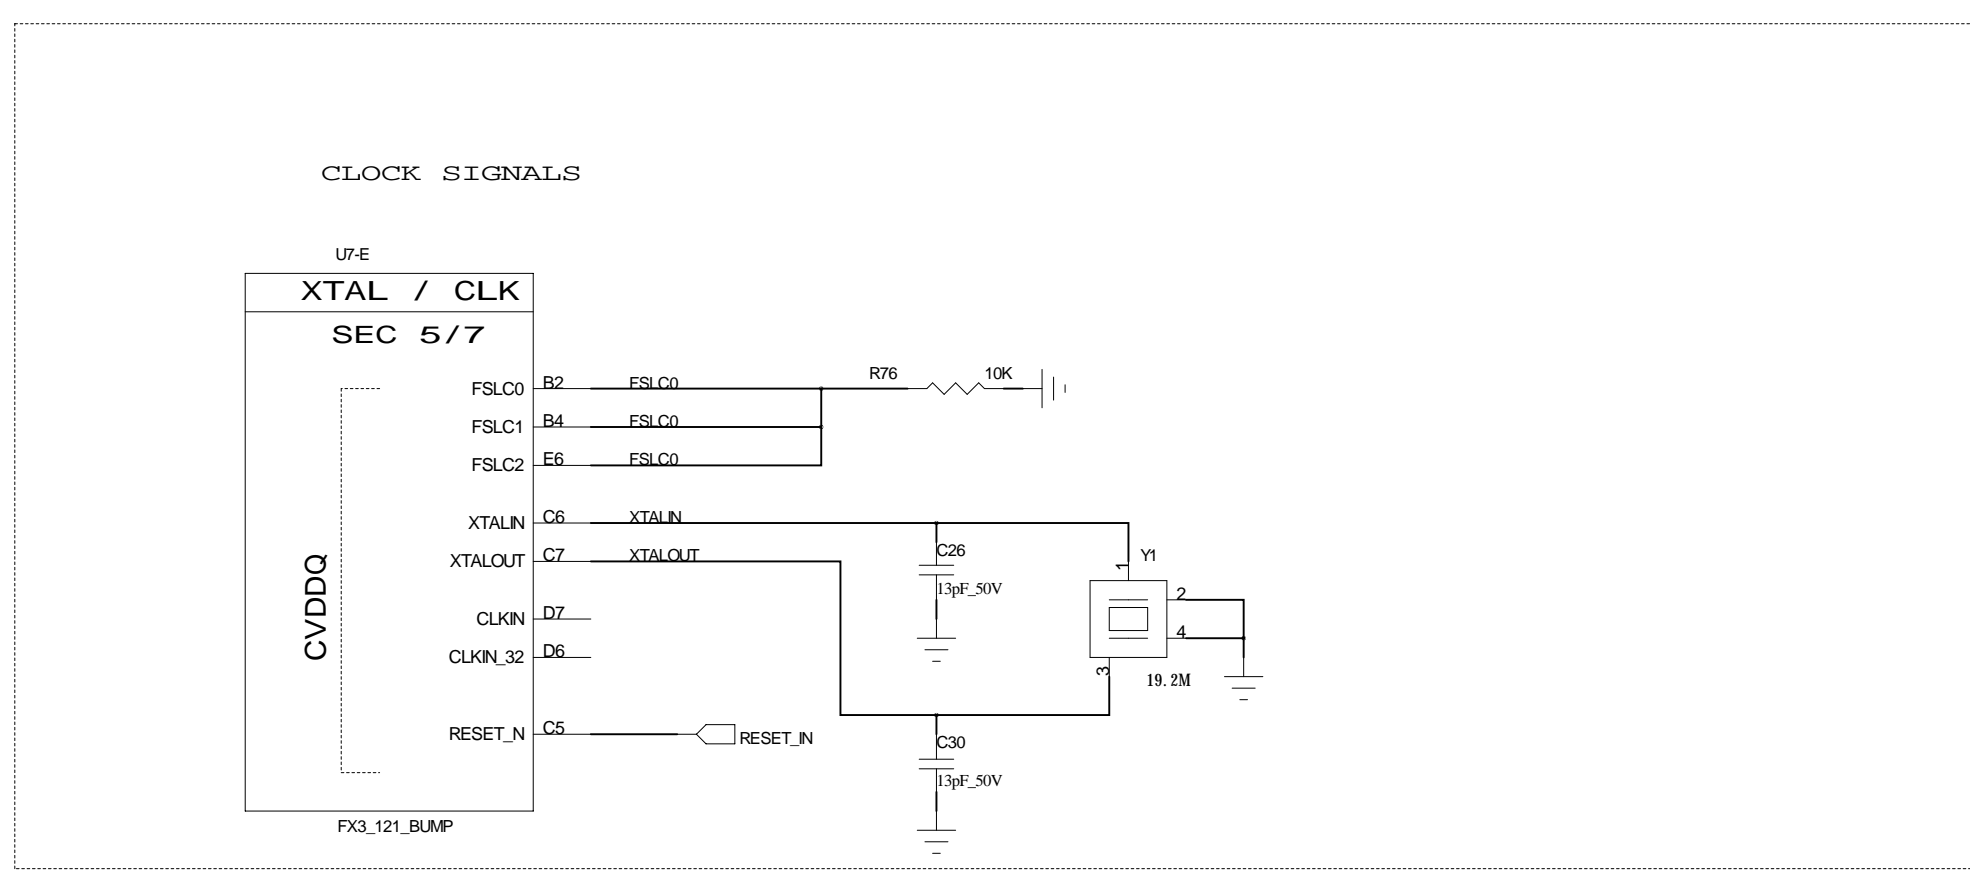 CLOCK SIGNALS
U7-E
XTAL / CLK
SEC 5/7
FSLC0 B2 FSLC0 R76 10K
FSLC1 B4 FSLC0
FSLC2 E6 FSLC0
XTALIN C6 XTALIN
XTALOUT C7 XTALOUT
C26
13pF_50V
Y1
1
2
4
3
19.2M
CVDDQ
CLKIN D7
CLKIN_32 D6
RESET_N C5 RESET_IN
C30
13pF_50V
FX3_121_BUMP